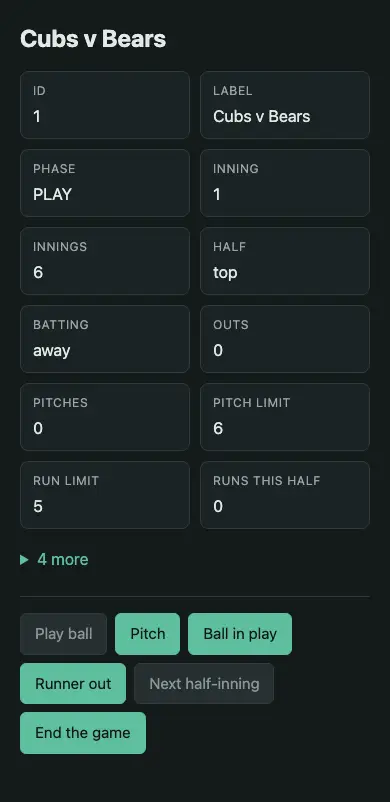 Cubs v Bears
ID
1
LABEL
Cubs v Bears
PHASE
PLAY
INNING
1
INNINGS
6
HALF
top
BATTING
away
OUTS
0
PITCHES
0
PITCH LIMIT
6
RUN LIMIT
5
RUNS THIS HALF
0
4 more
Play ball
Pitch
Ball in play
Runner out
Next half-inning
End the game